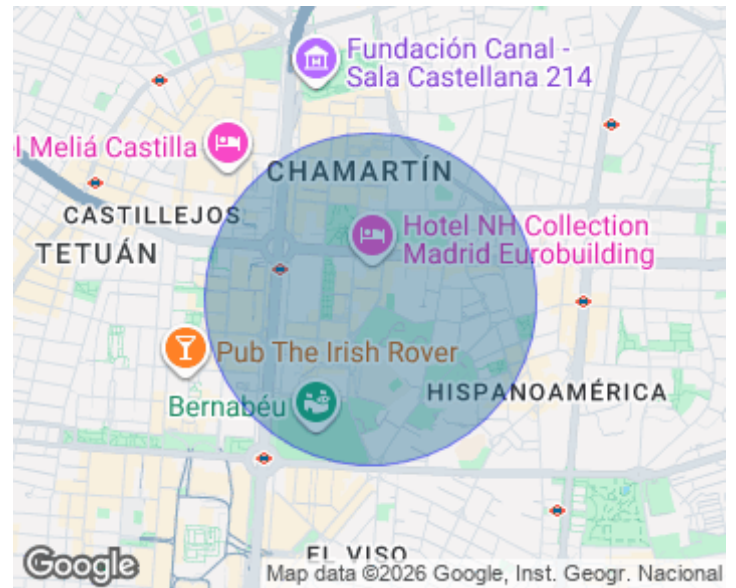 Fundación Canal -
Sala Castellana 214
l Meliá Castilla
CHAMARTÍN
CASTILLEJOS
TETUÁN
Hotel NH Collection
Madrid Eurobuilding
Pub The Irish Rover
Bernabéu
HISPANOAMÉRICA
EL VISO
Google
Map data ©2026 Google, Inst. Geogr. Nacional